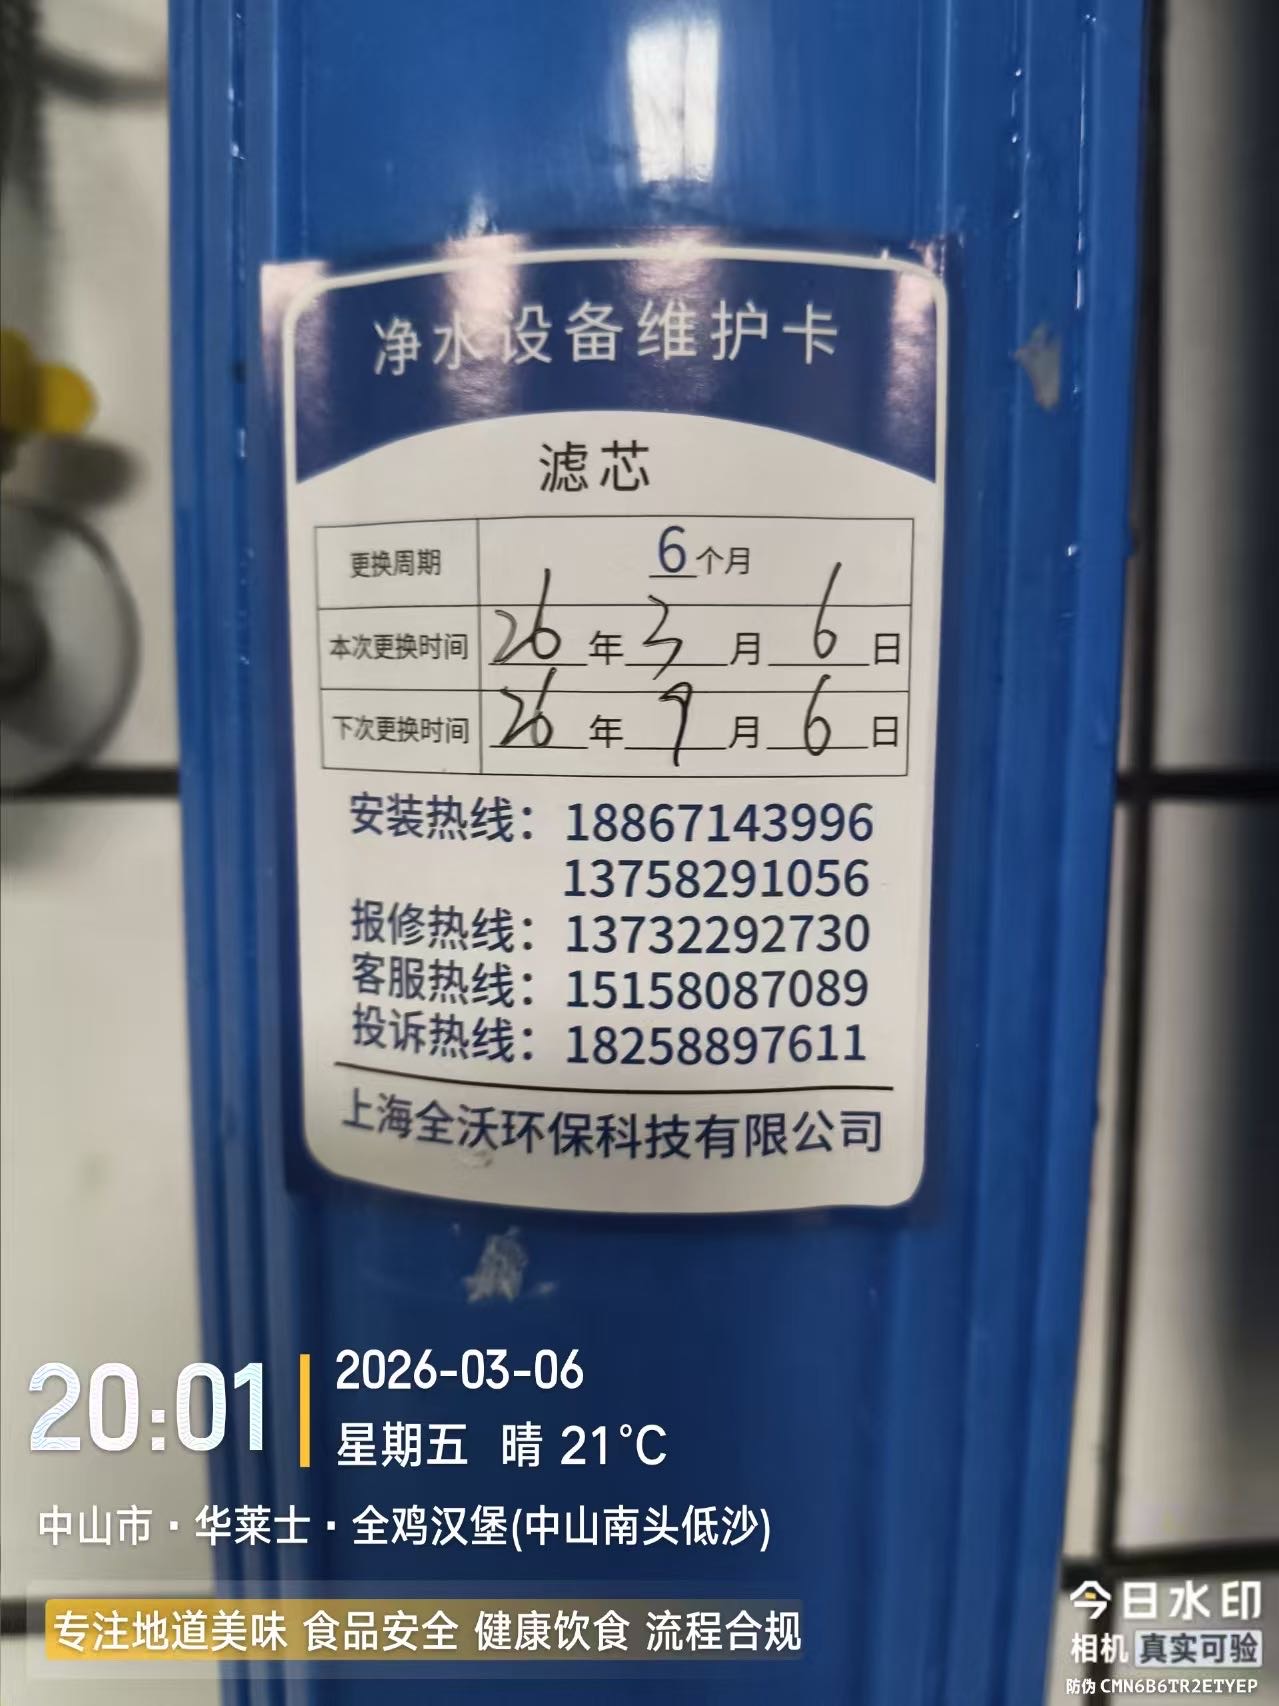 净水设备维护卡
滤芯
更换周期 6个月
本次更换时间 26年3月6日
下次更换时间 26年9月6日
安装热线：18867143996
13758291056
报修热线：13732292730
客服热线：15158087089
投诉热线：18258897611
上海全沃环保科技有限公司
20:01
2026-03-06
星期五 晴 21°C
中山市·华莱士·全鸡汉堡(中山南头低沙)
专注地道美味 食品安全 健康饮食 流程合规
今日水印
相机 真实可验
防伪 CMN6B6TR2ETYEP